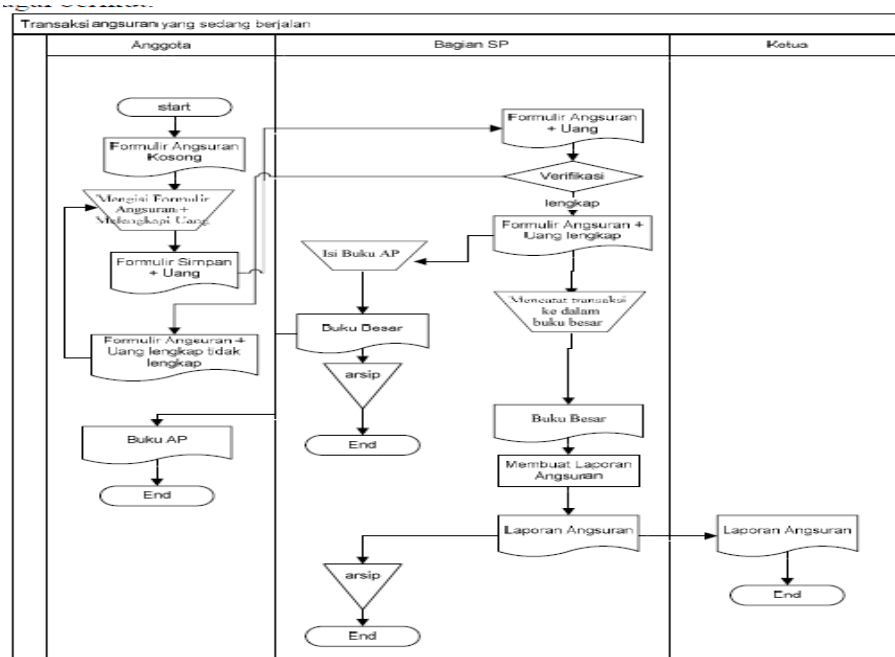 Transaksi angsuran yang sedang berjalan
Anggota
Bagian SP
Ketua
start
Formulir Angsuran
Kosong
Mengisi Formulir
Angsuran +
Melengkapi Uang
Formulir Simpan
+ Uang
Formulir Angsuran +
Uang lengkap tidak
lengkap
Buku AP
End
Formulir Angsuran
+ Uang
Verifikasi
lengkap
Formulir Angsuran +
Uang lengkap
Isi Buku AP
Buku Besar
arsip
End
Mencatat transaksi
ke dalam
buku besar
Buku Besar
Membuat Laporan
Angsuran
Laporan Angsuran
arsip
End
Laporan Angsuran
End